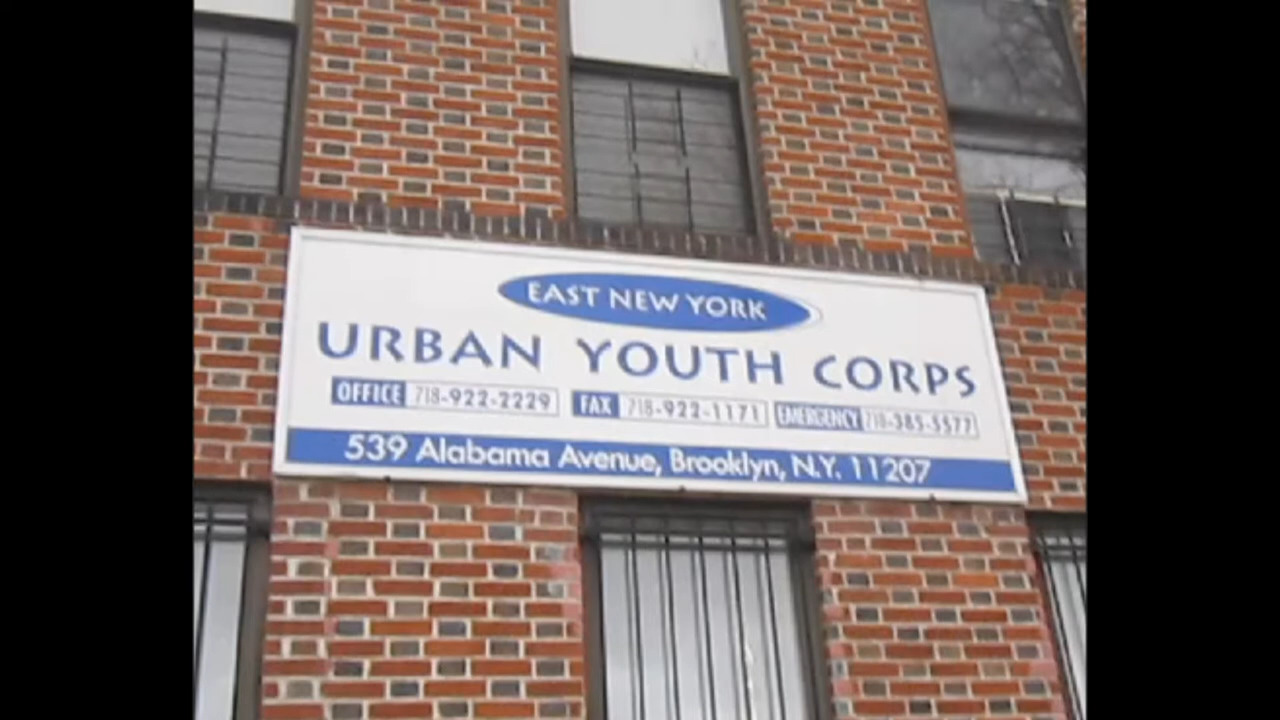 EAST NEW YORK
URBAN YOUTH CORPS
OFFICE 718-922-2229 FAX 718-922-1171 EMERGENCY 718-385-5577
539 Alabama Avenue, Brooklyn, N.Y. 11207